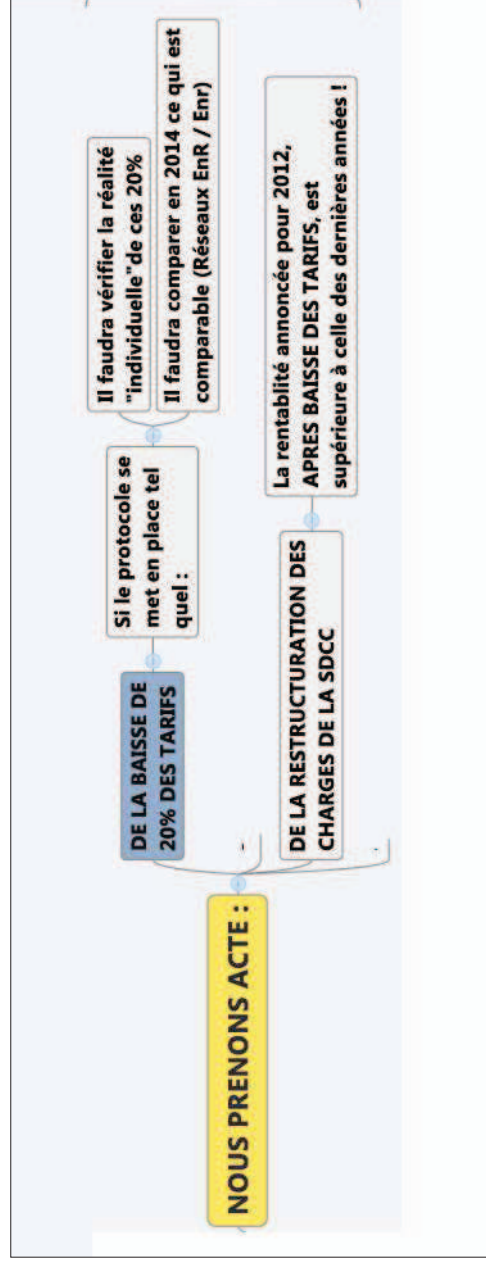 NOUS PRENONS ACTE :
DE LA BAISSE DE
20% DES TARIFS
Si le protocole se
met en place tel
quel :
Il faudra vérifier la réalité
"individuelle"de ces 20%
Il faudra comparer en 2014 ce qui est
comparable (Réseaux EnR / Enr)
DE LA RESTRUCTURATION DES
CHARGES DE LA SDCC
La rentablité annoncée pour 2012,
APRES BAISSE DES TARIFS, est
supérieure à celle des dernières années !